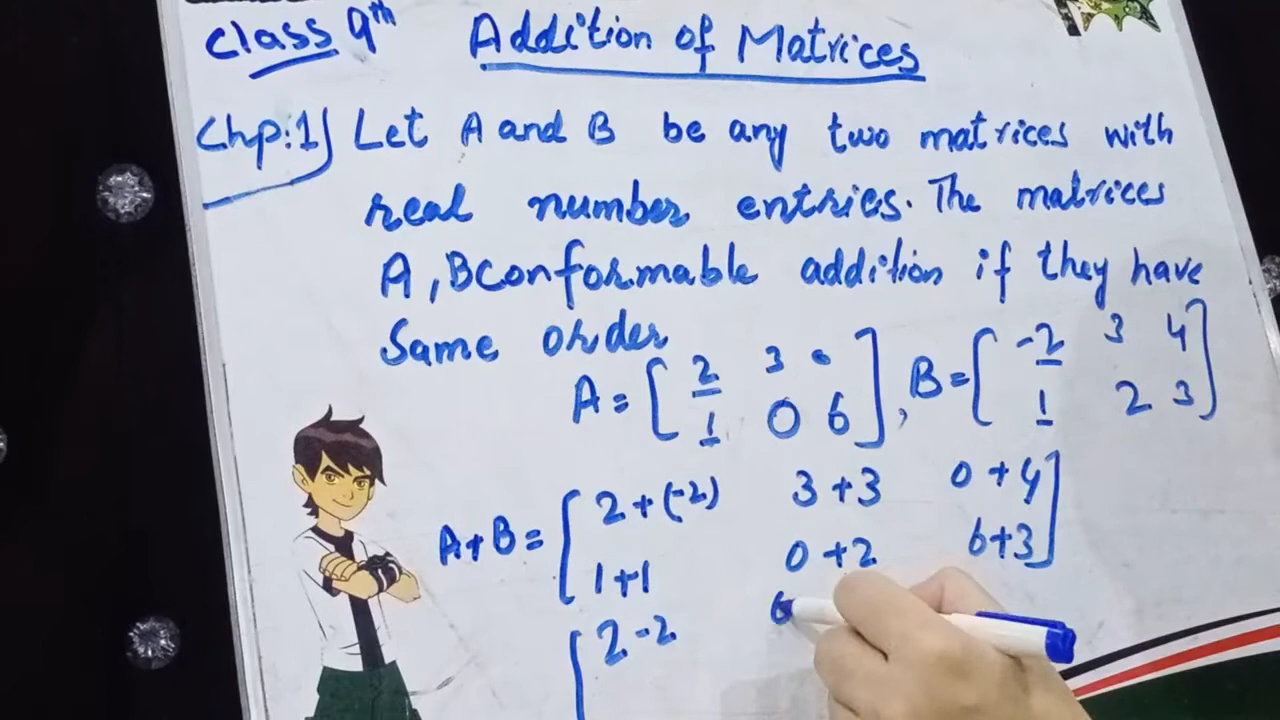 Class 9th Addition of Matrices
Chp:1) Let A and B be any two matrices with
real number entries. The matrices
A, B conformable addition if they have
Same order
A = [ 2 3 0 ], B = [ -2 3 4 ]
1 0 6 1 2 3
A+B = [ 2+(-2) 3+3 0+4 ]
1+1 0+2 6+3
[ 2-2 6